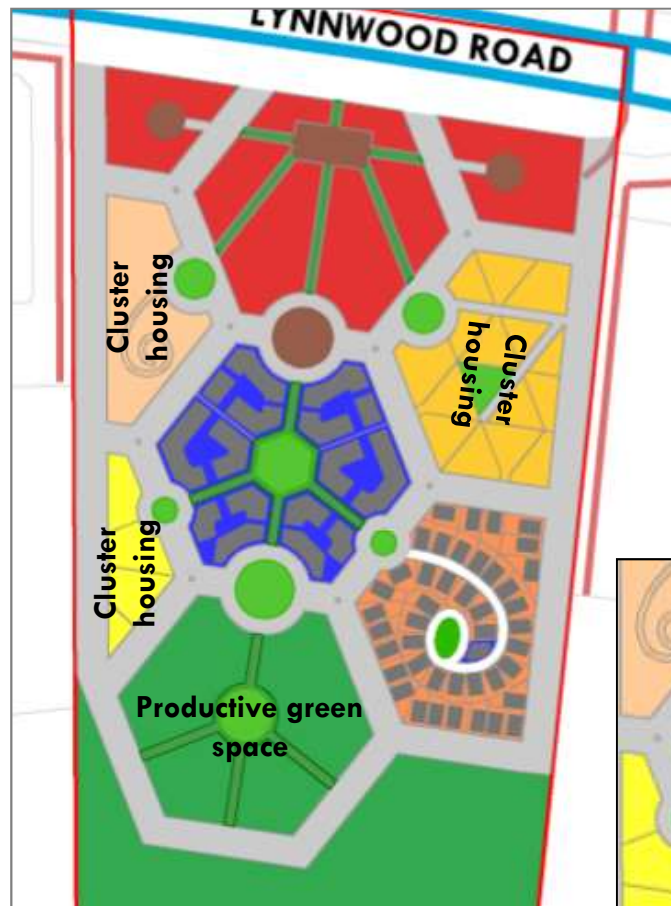 LYNNWOOD ROAD
Cluster
housing
Cluster
housing
Cluster
housing
Productive green
space